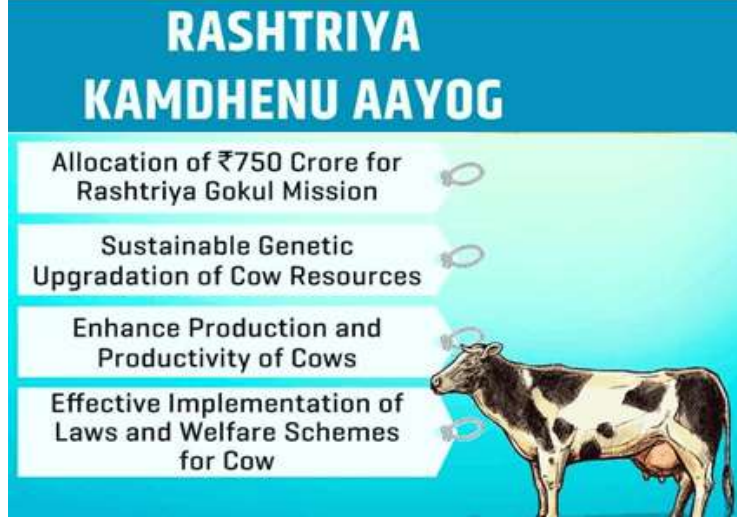 RASHTRIYA
KAMDHENU AAYOG
Allocation of ₹750 Crore for
Rashtriya Gokul Mission
Sustainable Genetic
Upgradation of Cow Resources
Enhance Production and
Productivity of Cows
Effective Implementation of
Laws and Welfare Schemes
for Cow